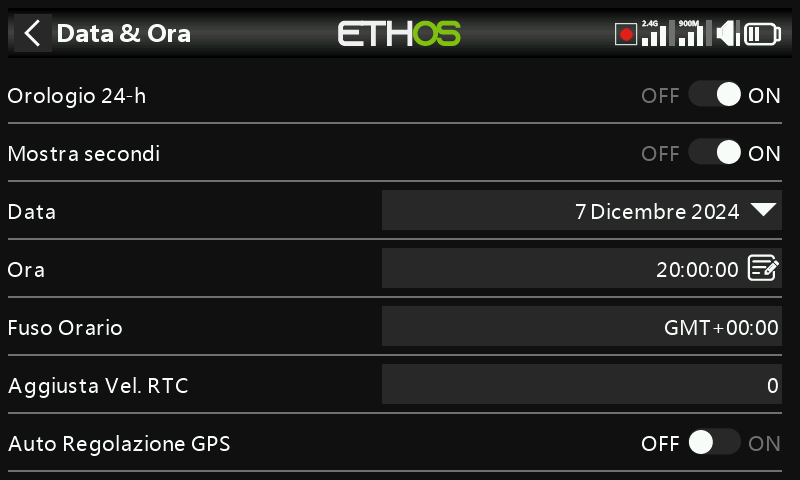 Data & Ora
ETHOS
2.4G
900M
Orologio 24-h OFF ON
Mostra secondi OFF ON
Data 7 Dicembre 2024
Ora 20:00:00
Fuso Orario GMT+00:00
Aggiusta Vel. RTC 0
Auto Regolazione GPS OFF ON